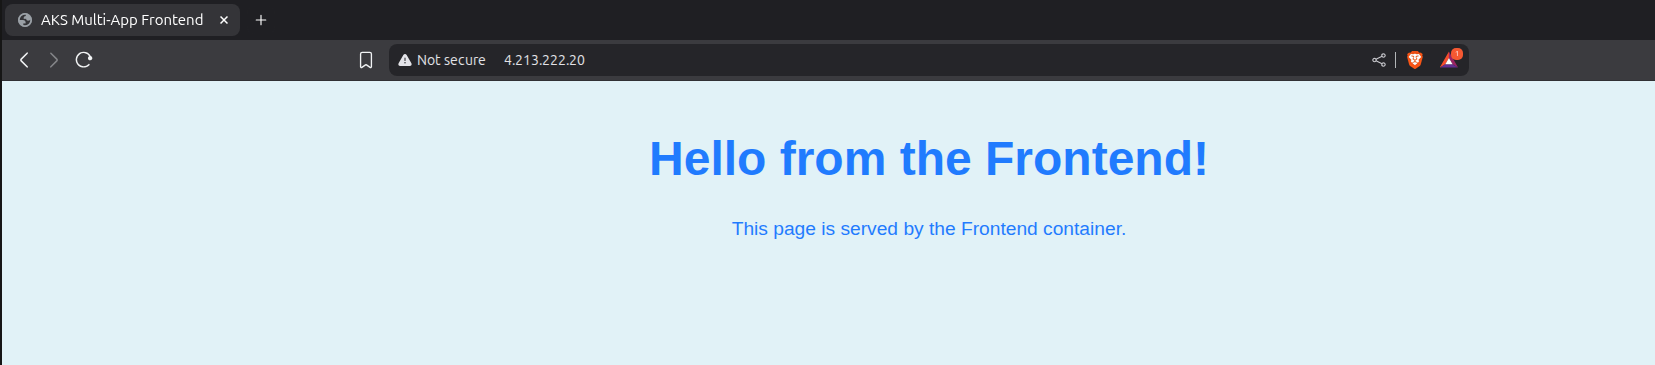 AKS Multi-App Frontend
Not secure 4.213.222.20
1
Hello from the Frontend!
This page is served by the Frontend container.